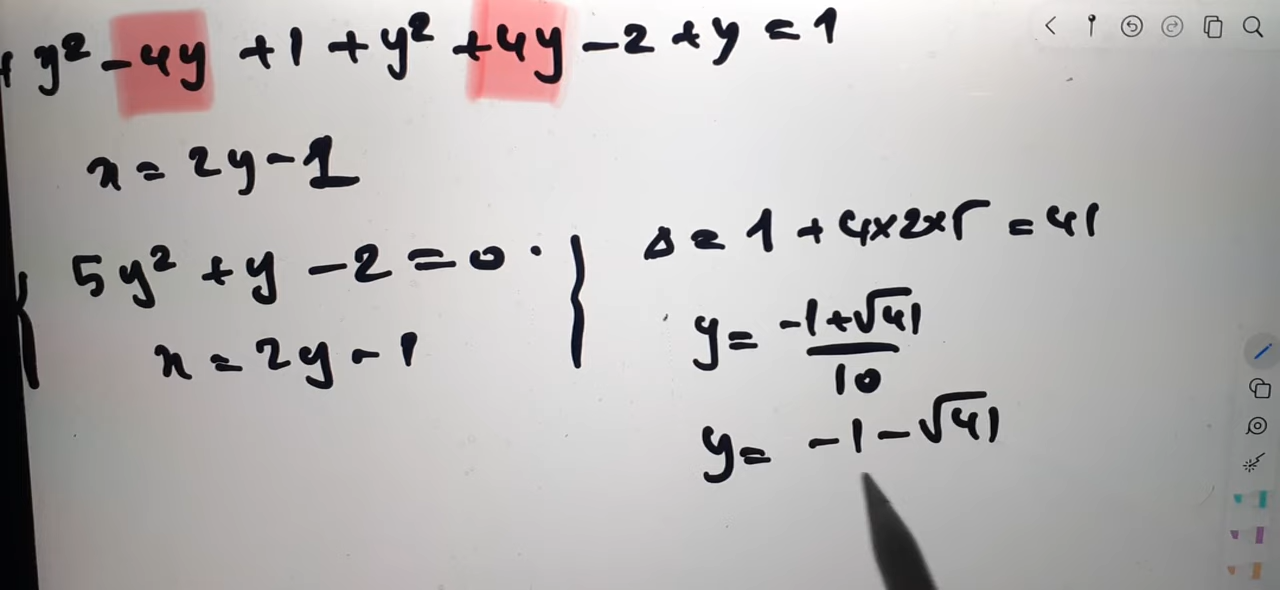 y² - 4y + 1 + y² + 4y - 2 + y = 1
x = 2y - 1
5y² + y - 2 = 0.
x = 2y - 1
Δ = 1 + 4×2×5 = 41
y = (-1+√41)/10
y = -1-√41